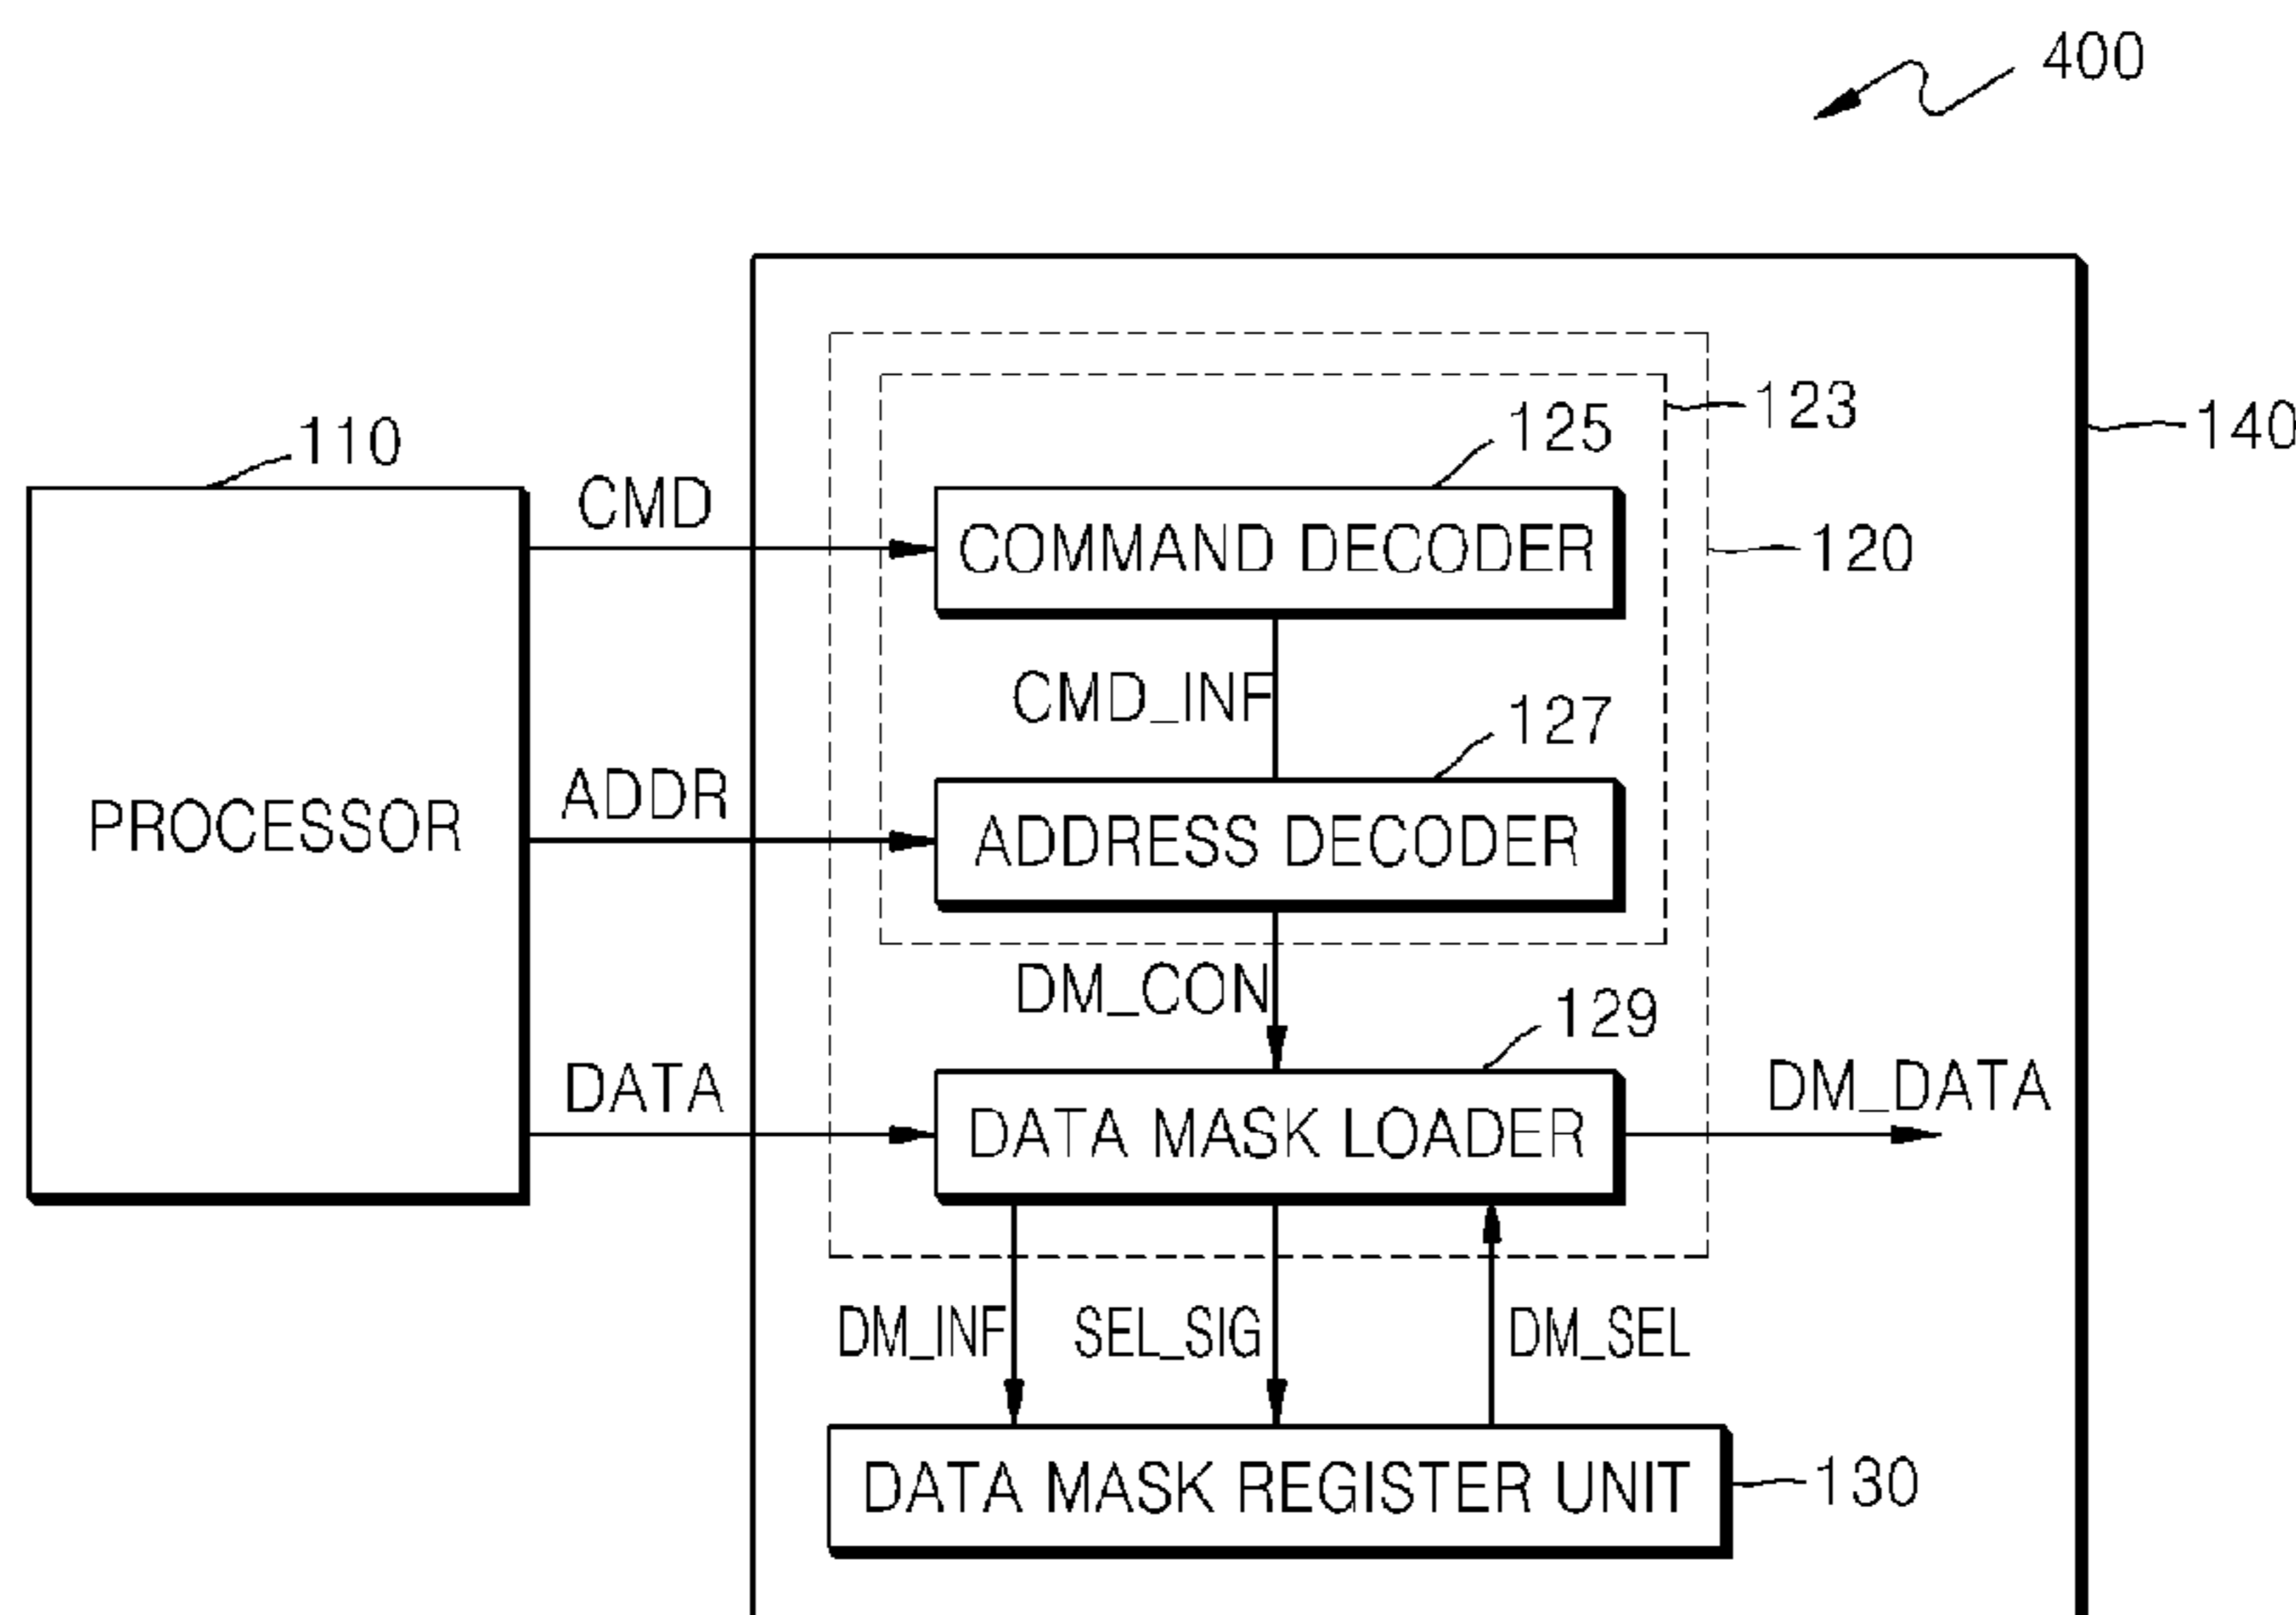 400
123
125
140
110
CMD
120
COMMAND DECODER
CMD_INF
127
ADDR
PROCESSOR
ADDRESS DECODER
DM_CON
129
DATA
DM_DATA
DATA MASK LOADER
DM_INF
SEL_SIG
DM_SEL
DATA MASK REGISTER UNIT
130